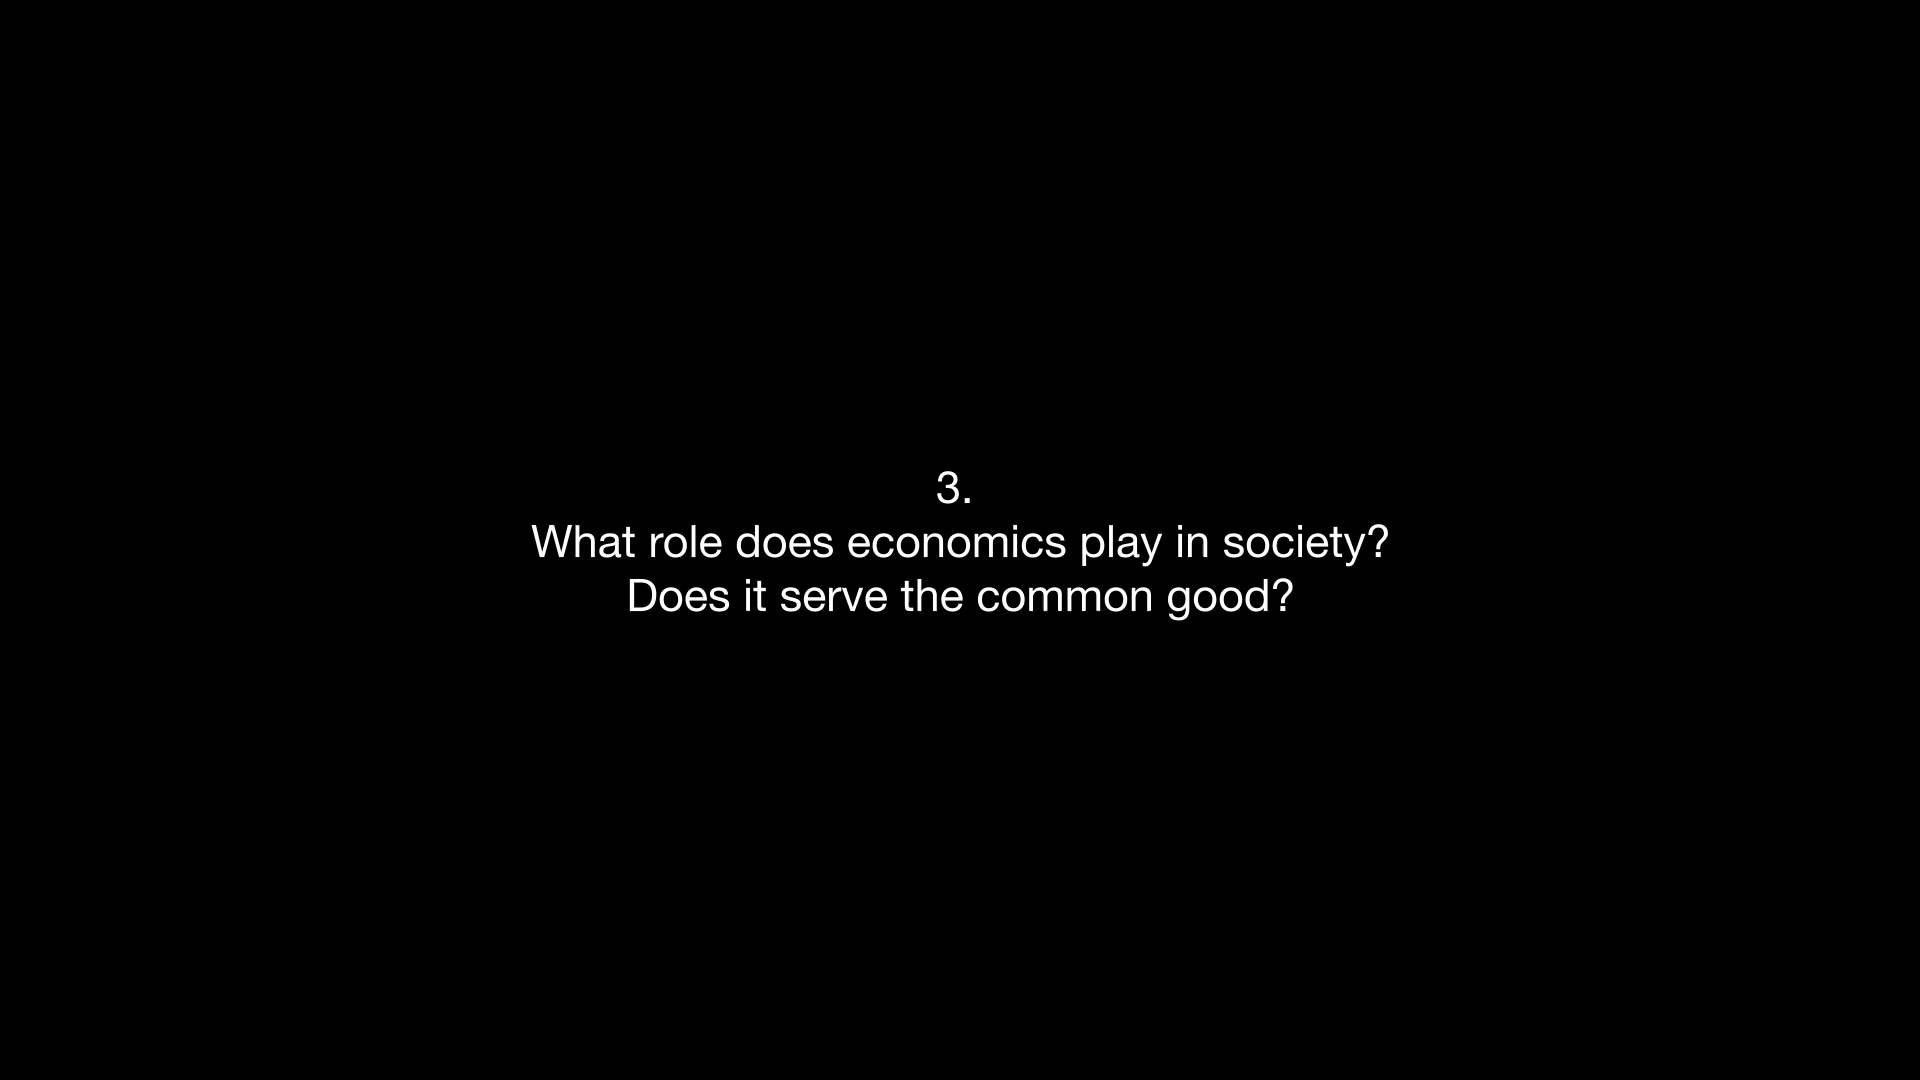 3.
What role does economics play in society?
Does it serve the common good?